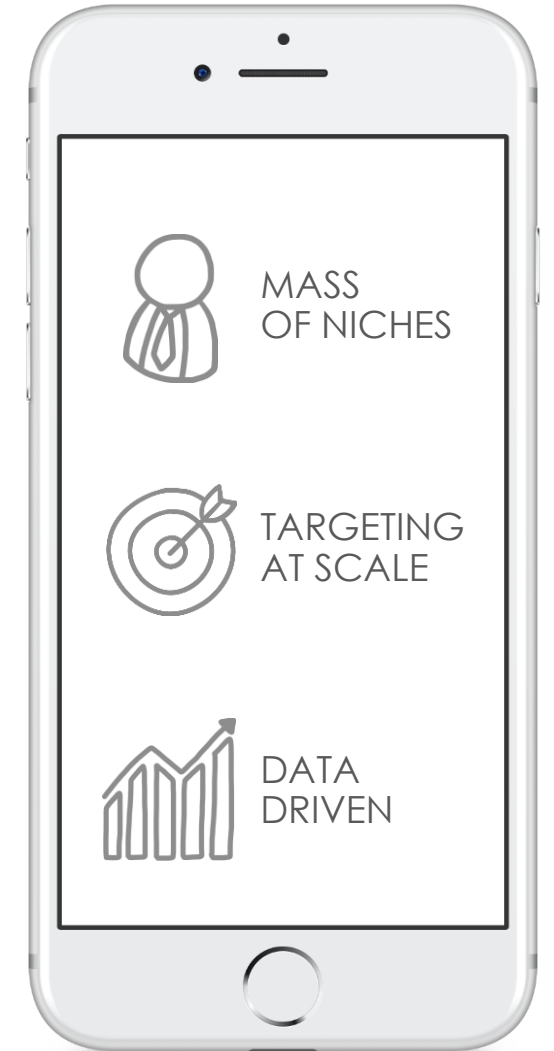 MASS
OF NICHES
TARGETING
AT SCALE
DATA
DRIVEN